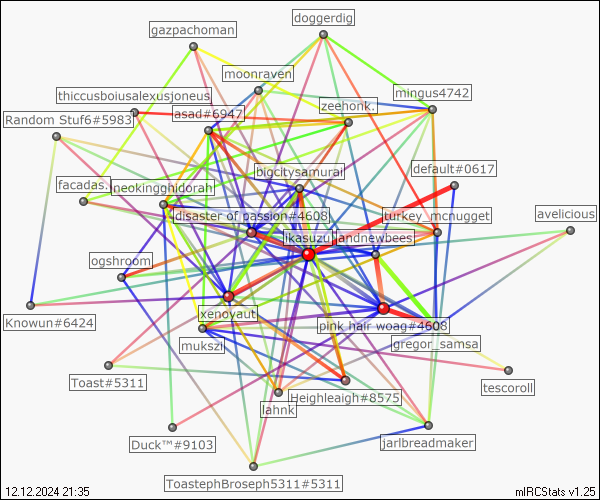 doggerdig
gazpachoman
moonraven
mingus4742
thiccusboiusalexusjoneus
zeehonk.
asad#6947
Random Stuf6#5983
bigcitysamurai
default#0617
facadas.
neokingghidorah
disaster of passion#4608
turkey_mcnugget
avelicious
jkasuzu
andnewbees
ogshroom
xenoyaut
Knowun#6424
pink hair woag#4608
mukszi
gregor_samsa
Toast#5311
tescoroll
Heighleaigh#8575
lahnk
Duck™#9103
jarlbreadmaker
ToastephBroseph5311#5311
12.12.2024 21:35
mIRCStats v1.25